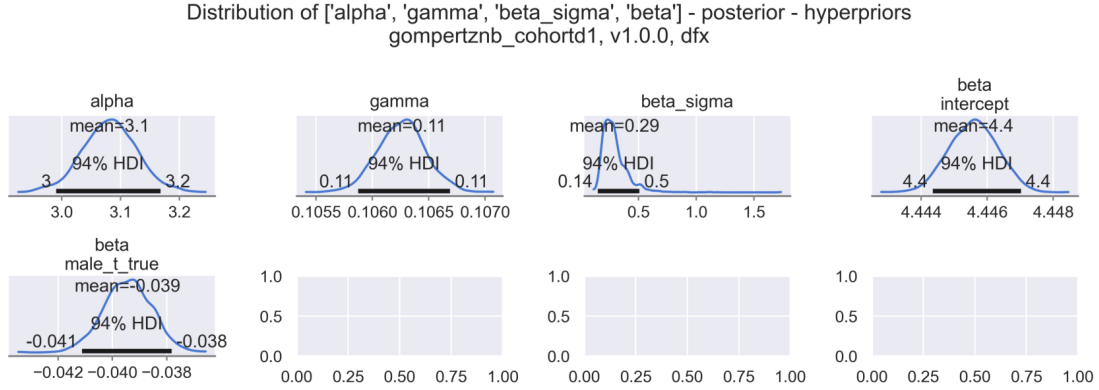 Distribution of ['alpha', 'gamma', 'beta_sigma', 'beta'] - posterior - hyperpriors
gompertznb_cohortd1, v1.0.0, dfx
alpha
mean=3.1
94% HDI
3 3.2
3.0 3.1 3.2
gamma
mean=0.11
94% HDI
0.11 0.11
0.1055 0.1060 0.1065 0.1070
beta_sigma
mean=0.29
94% HDI
0.14 0.5
0.5 1.0 1.5
beta
intercept
mean=4.4
94% HDI
4.4 4.4
4.444 4.446 4.448
beta
male_t_true
mean=-0.039
94% HDI
-0.041 -0.038
−0.042 −0.040 −0.038
1.0
0.5
0.0
0.00 0.25 0.50 0.75 1.00
1.0
0.5
0.0
0.00 0.25 0.50 0.75 1.00
1.0
0.5
0.0
0.00 0.25 0.50 0.75 1.00